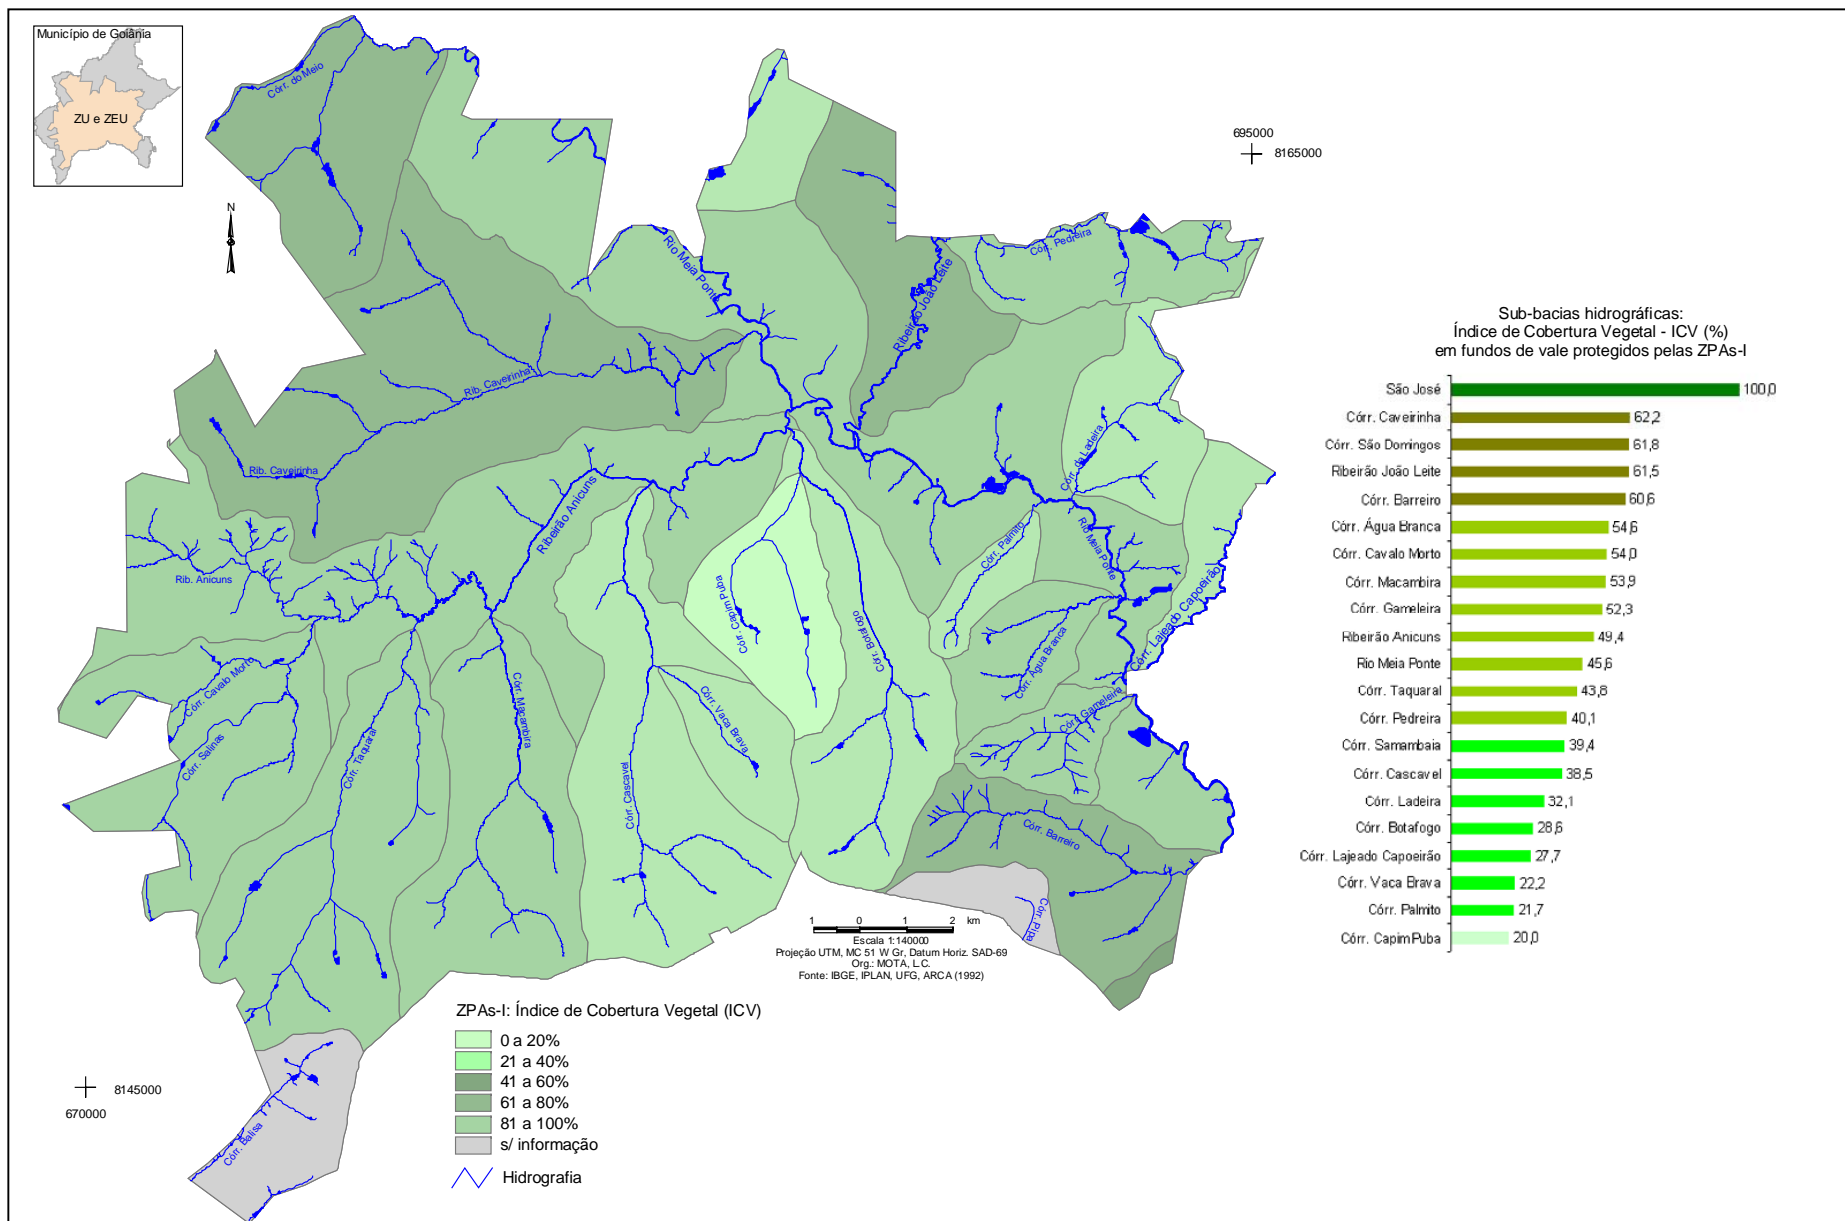 Município de Goiânia
ZU e ZEU
N
695000
8165000
Córr. do Meio
Rio Meia Ponte
Ribeirão João Leite
Córr. Pedreira
Rib. Caveirinha
Rib. Caveirinha
Rib. Anicuns
Ribeirão Anicuns
Córr. da Ladeira
Córr. Palmito
Rio Meia Ponte
Córr. Lajeado Capoeirão
Córr. Capim Puba
Córr. Botafogo
Córr. Água Branca
Córr. Gameleira
Córr. Cavalo Morto
Córr. Salinas
Córr. Taquaral
Córr. Macambira
Córr. Vaca Brava
Córr. Cascavel
Córr. Barreiro
Córr. Pipa
Córr. Balisa
8145000
670000
1 0 1 2 km
Escala 1:140000
Projeção UTM, MC 51 W Gr, Datum Horiz. SAD-69
Org.: MOTA, L.C.
Fonte: IBGE, IPLAN, UFG, ARCA (1992)
ZPAs-I: Índice de Cobertura Vegetal (ICV)
0 a 20%
21 a 40%
41 a 60%
61 a 80%
81 a 100%
s/ informação
Hidrografia
Sub-bacias hidrográficas:
Índice de Cobertura Vegetal - ICV (%)
em fundos de vale protegidos pelas ZPAs-I
São José 100,0
Córr. Caveirinha 62,2
Córr. São Domingos 61,8
Ribeirão João Leite 61,5
Córr. Barreiro 60,6
Córr. Água Branca 54,6
Córr. Cavalo Morto 54,0
Córr. Macambira 53,9
Córr. Gameleira 52,3
Ribeirão Anicuns 49,4
Rio Meia Ponte 45,6
Córr. Taquaral 43,8
Córr. Pedreira 40,1
Córr. Samambaia 39,4
Córr. Cascavel 38,5
Córr. Ladeira 32,1
Córr. Botafogo 28,6
Córr. Lajeado Capoeirão 27,7
Córr. Vaca Brava 22,2
Córr. Palmito 21,7
Córr. Capim Puba 20,0